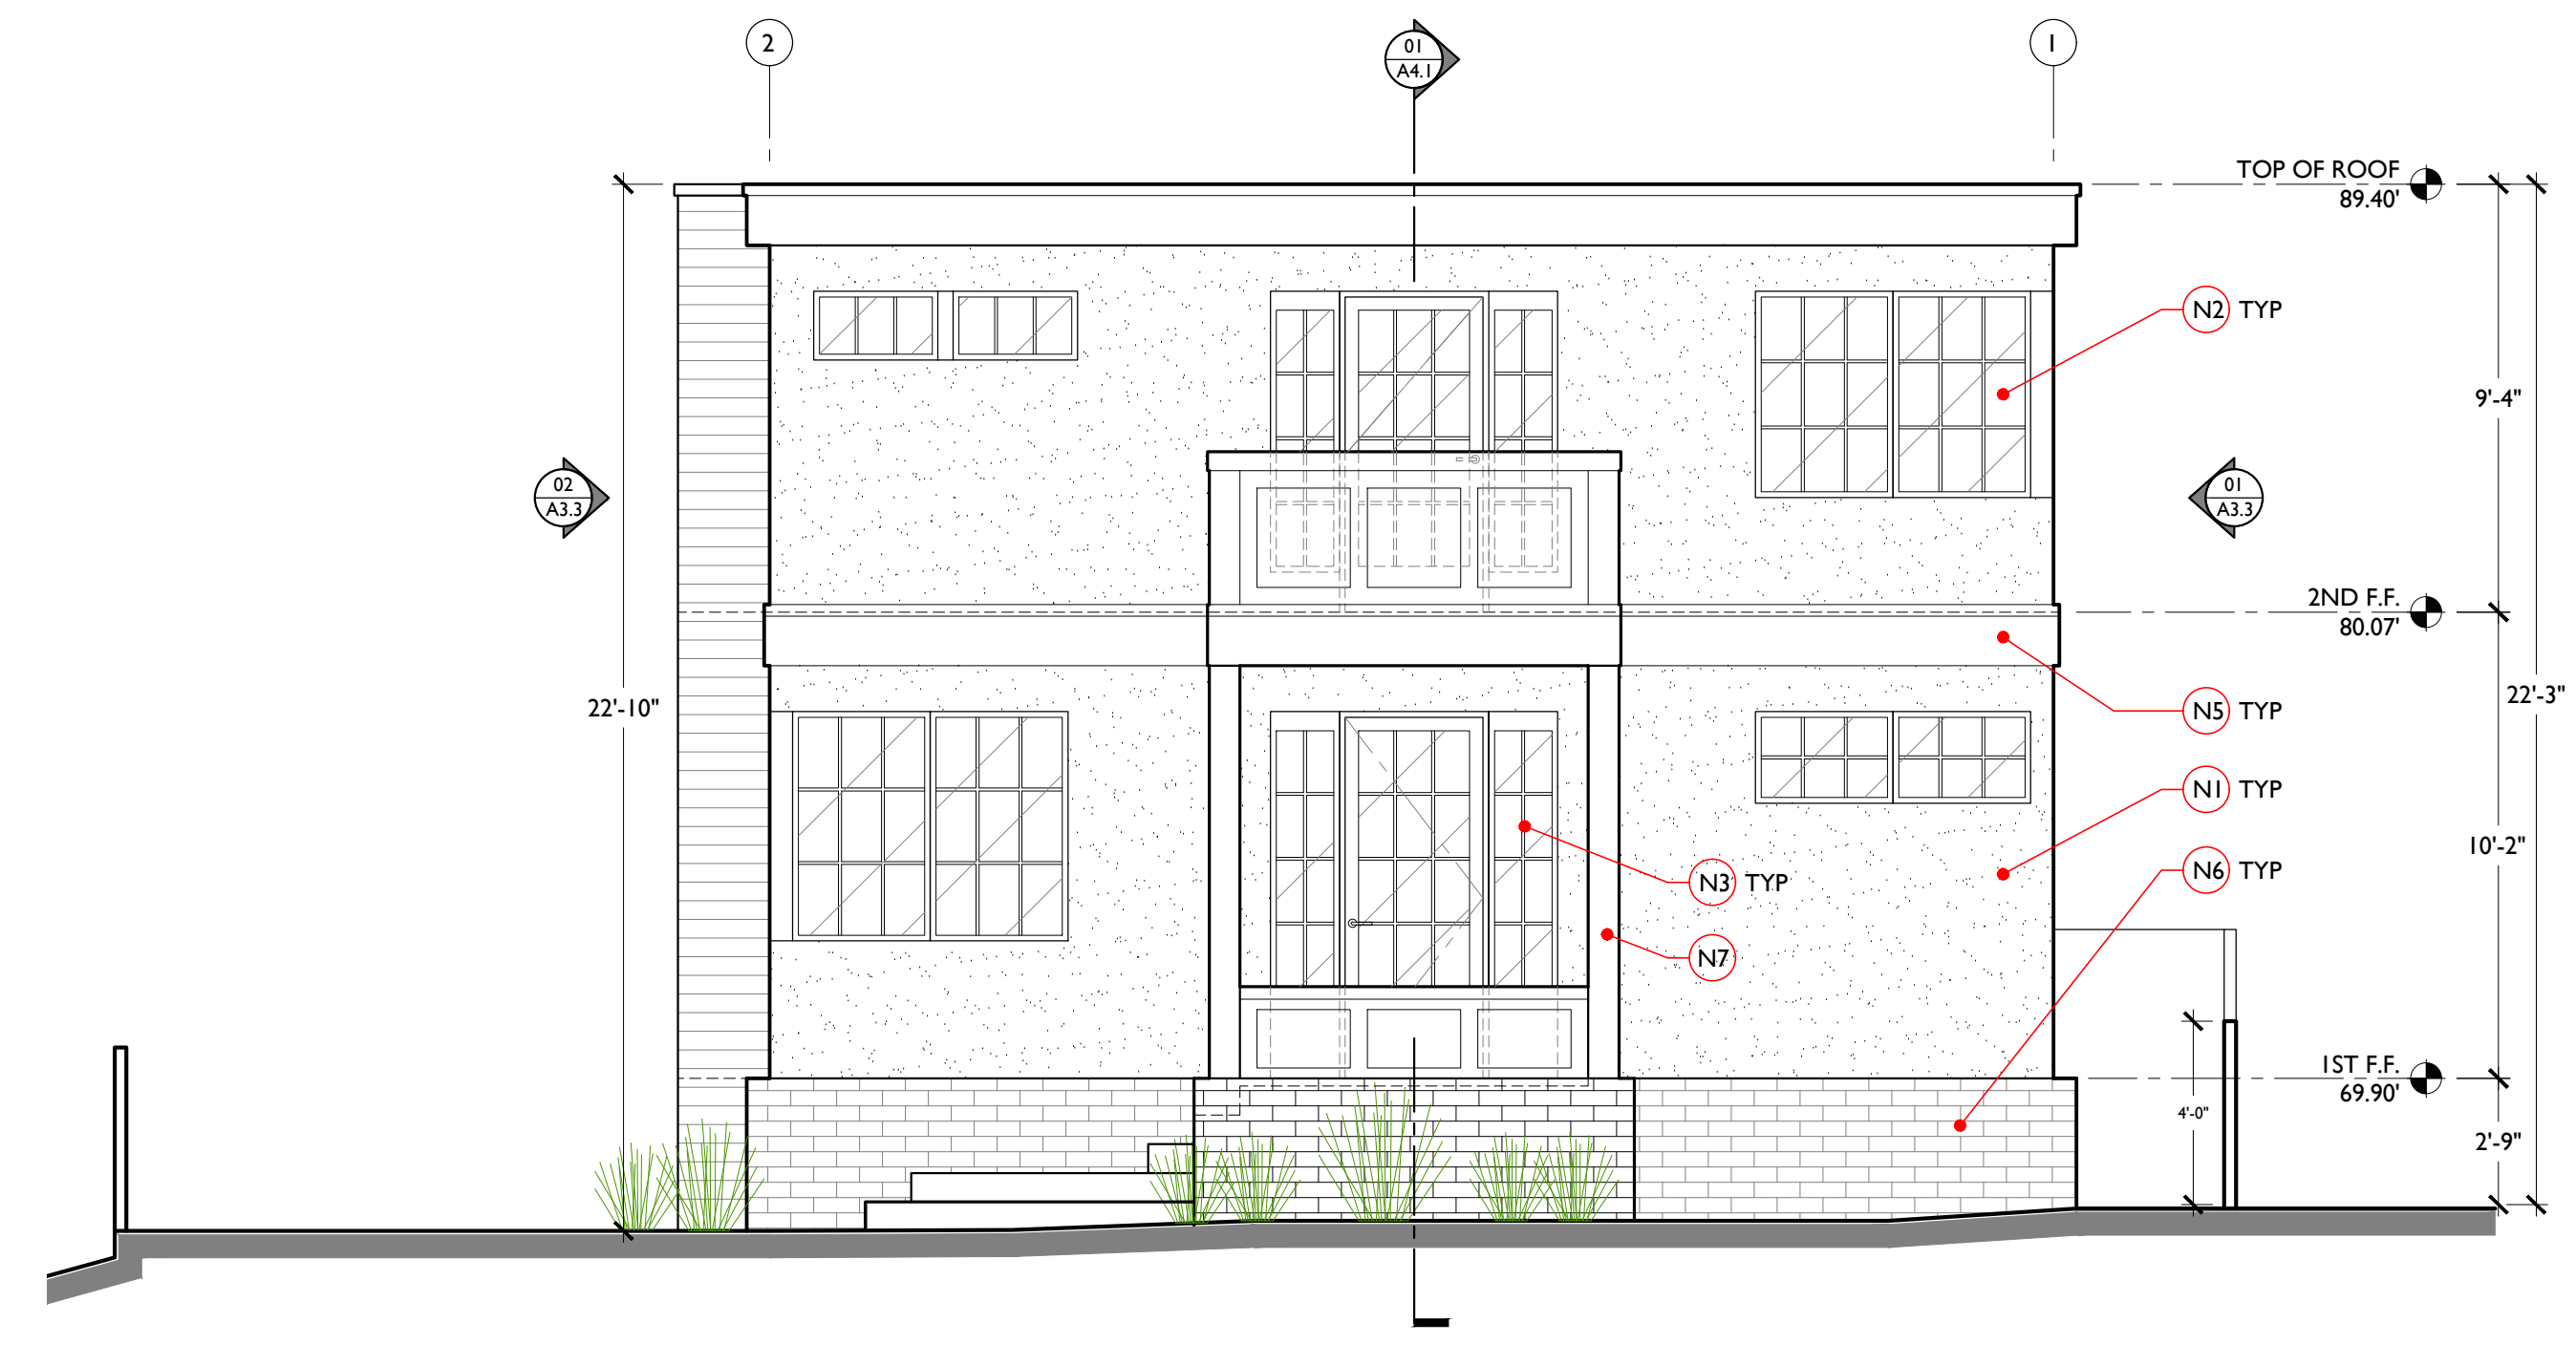 2
01
A4.1
1
TOP OF ROOF
89.40'
N2 TYP
9'-4"
02
A3.3
01
A3.3
2ND F.F.
80.07'
22'-10"
22'-3"
N5 TYP
N1 TYP
10'-2"
N6 TYP
N3 TYP
N7
1ST F.F.
69.90'
4'-0"
2'-9"